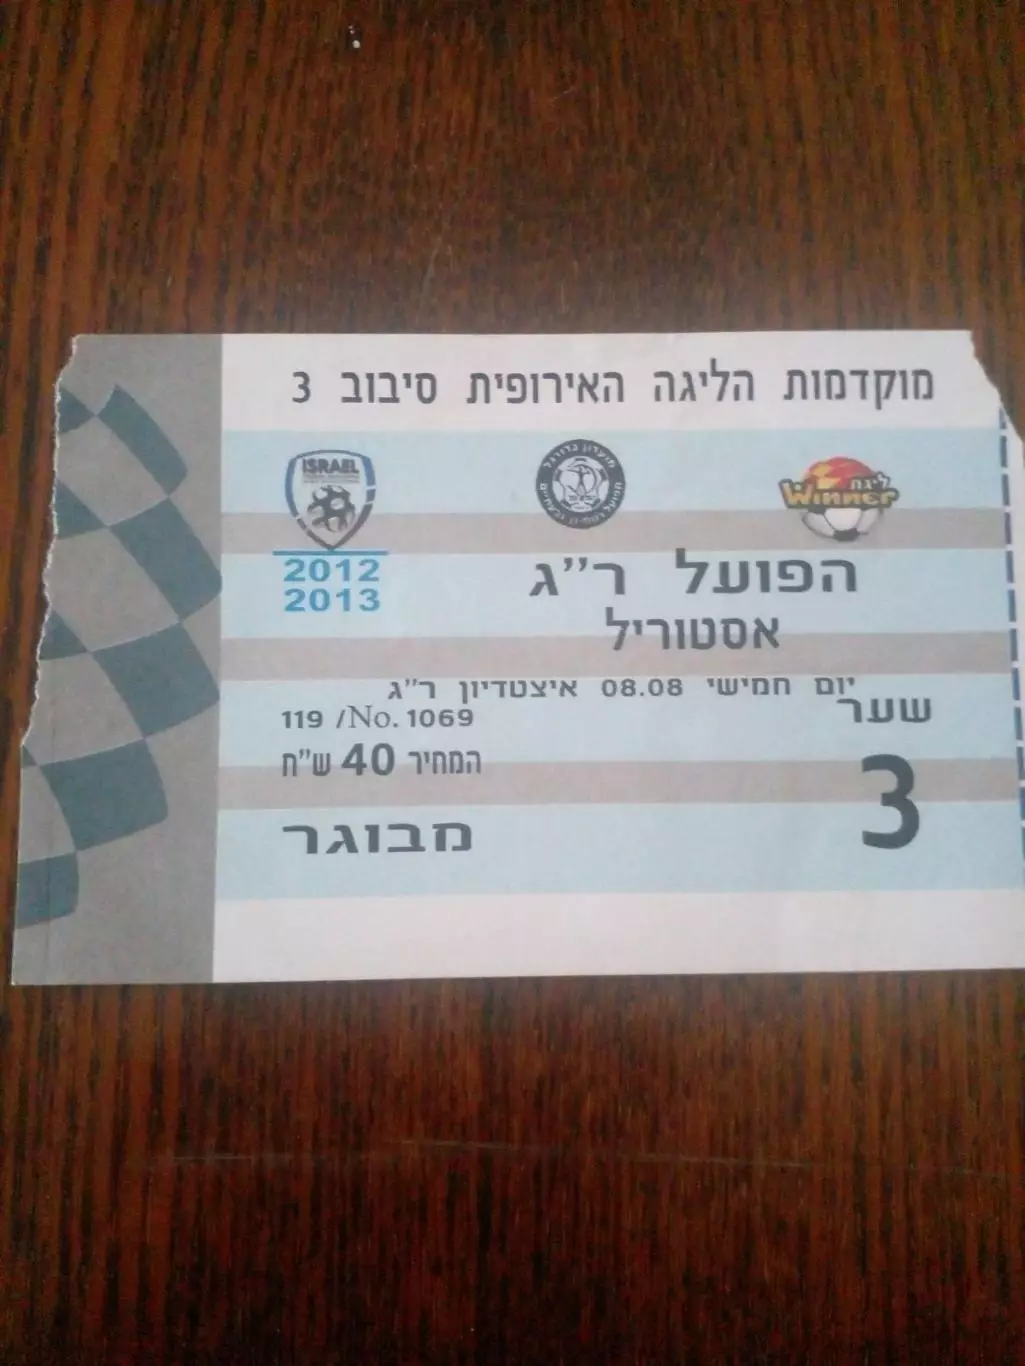 מוקדמות הליגה האירופית סיבוב 3
ISRAEL
2012
2013
ליגת
Winner
הפועל ר"ג
אסטוריל
יום חמישי 08.08 איצטדיון ר"ג
שער
3
119 /No. 1069
המחיר 40 ש"ח
מבוגר